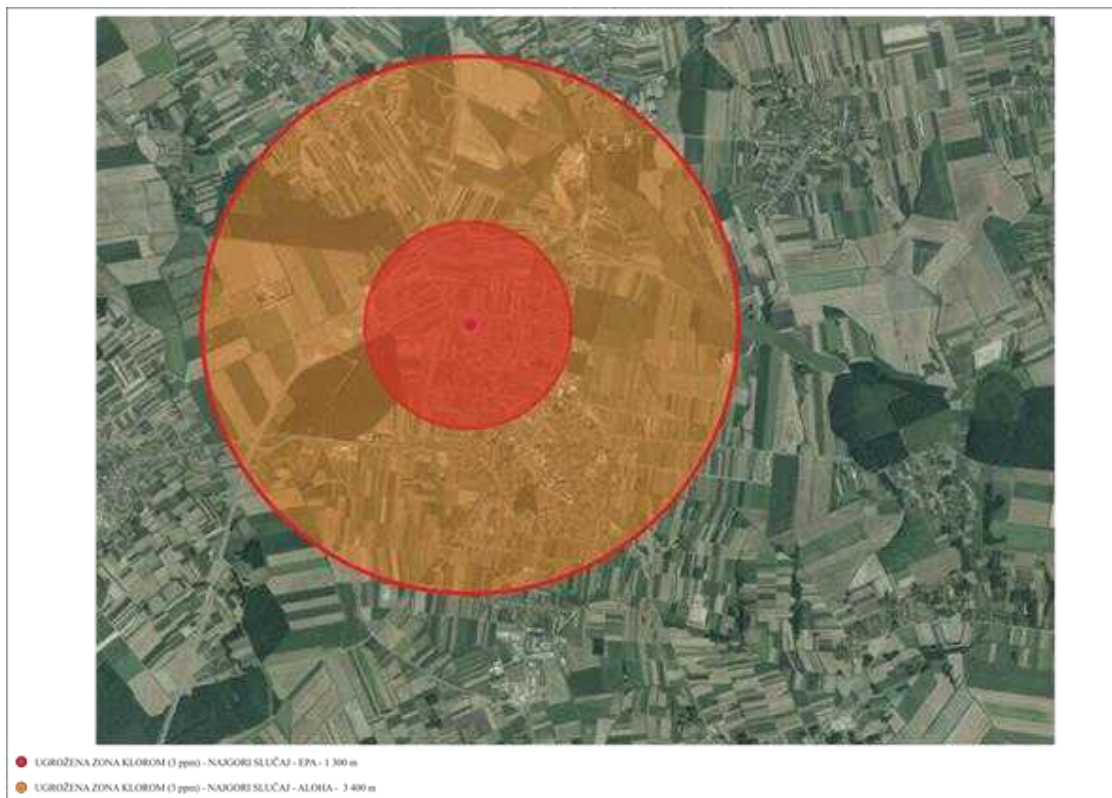 UGROŽENA ZONA KLOROM (3 ppm) - NAJGORI SLUČAJ - EPA - 1 300 m
UGROŽENA ZONA KLOROM (3 ppm) - NAJGORI SLUČAJ - ALOHA - 3 400 m